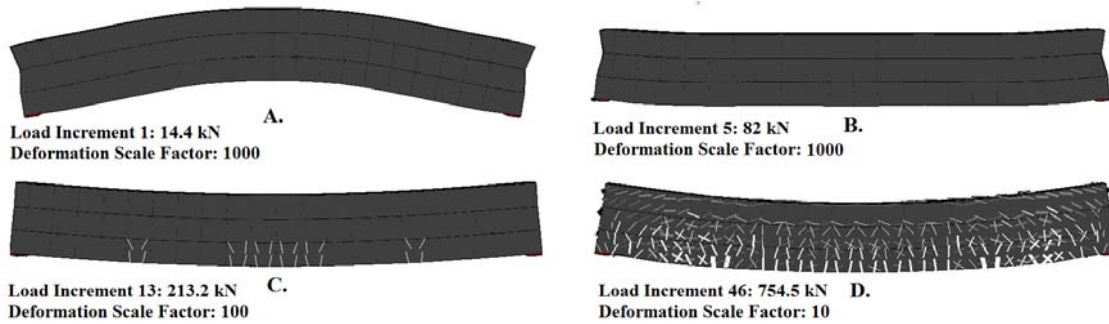 A.
Load Increment 1: 14.4 kN
Deformation Scale Factor: 1000
B.
Load Increment 5: 82 kN
Deformation Scale Factor: 1000
C.
Load Increment 13: 213.2 kN
Deformation Scale Factor: 100
D.
Load Increment 46: 754.5 kN
Deformation Scale Factor: 10